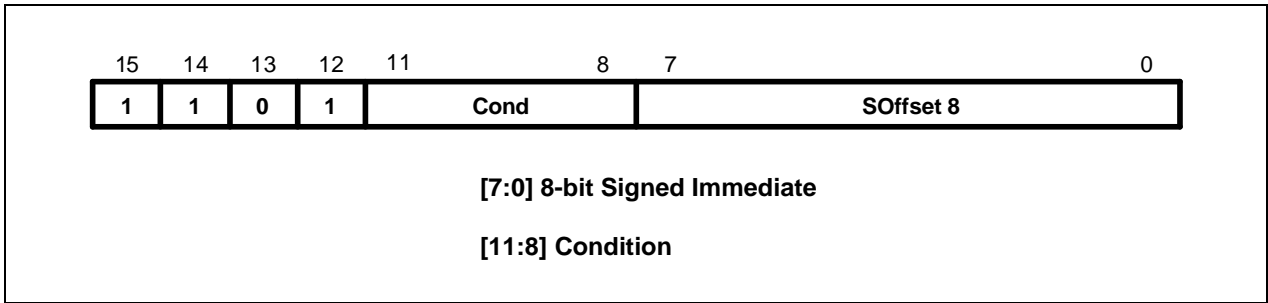 15 14 13 12 11 8 7 0
1 1 0 1 Cond SOffset 8
[7:0] 8-bit Signed Immediate
[11:8] Condition